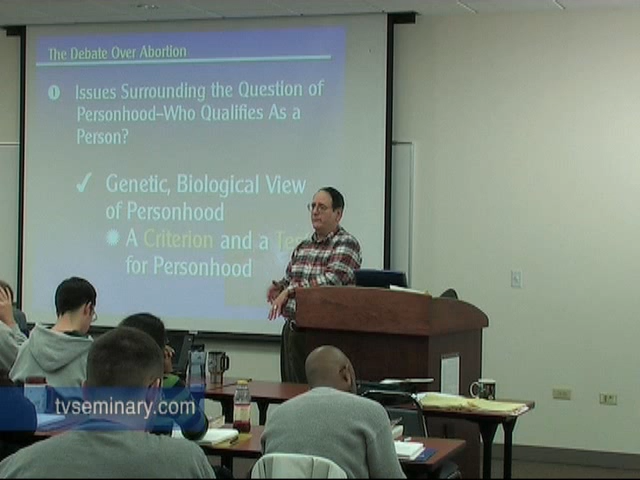 The Debate Over Abortion
1 Issues Surrounding the Question of
Personhood–Who Qualifies As a
Person?
✓ Genetic, Biological View
of Personhood
A Criterion and a
for Personhood
tvseminary.com